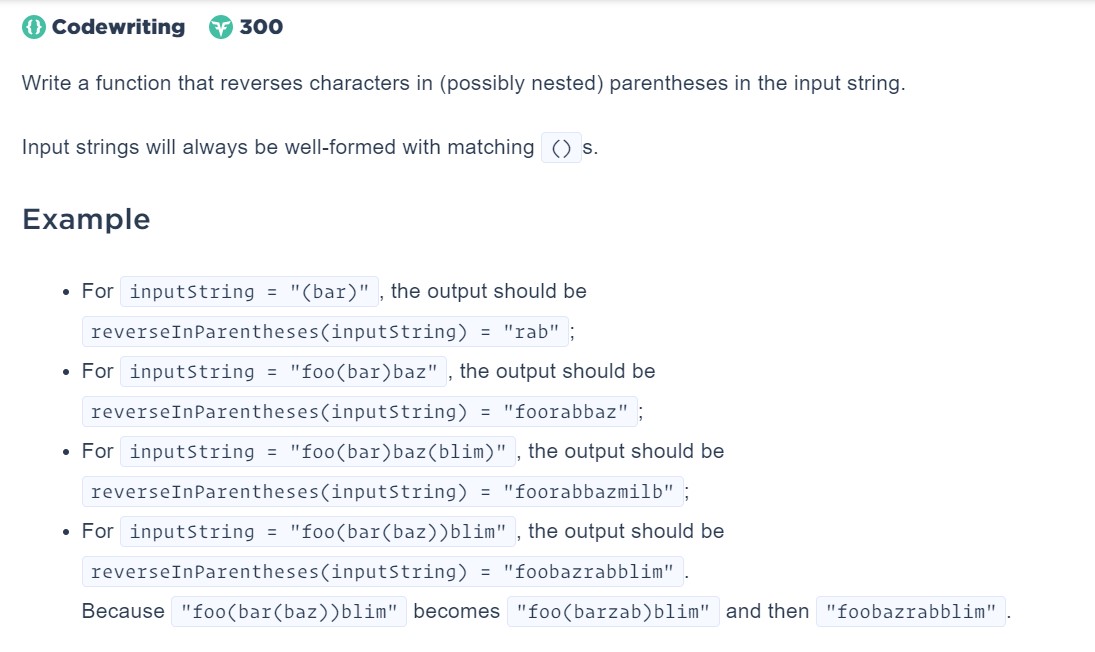 Codewriting 300
Write a function that reverses characters in (possibly nested) parentheses in the input string.
Input strings will always be well-formed with matching () s.
Example
• For inputString = "(bar)" , the output should be
reverseInParentheses(inputString) = "rab" ;
• For inputString = "foo(bar)baz" , the output should be
reverseInParentheses(inputString) = "foorabbaz" ;
• For inputString = "foo(bar)baz(blim)" , the output should be
reverseInParentheses(inputString) = "foorabbazmilb" ;
• For inputString = "foo(bar(baz))blim" , the output should be
reverseInParentheses(inputString) = "foobazrabblim" .
Because "foo(bar(baz))blim" becomes "foo(barzab)blim" and then "foobazrabblim" .